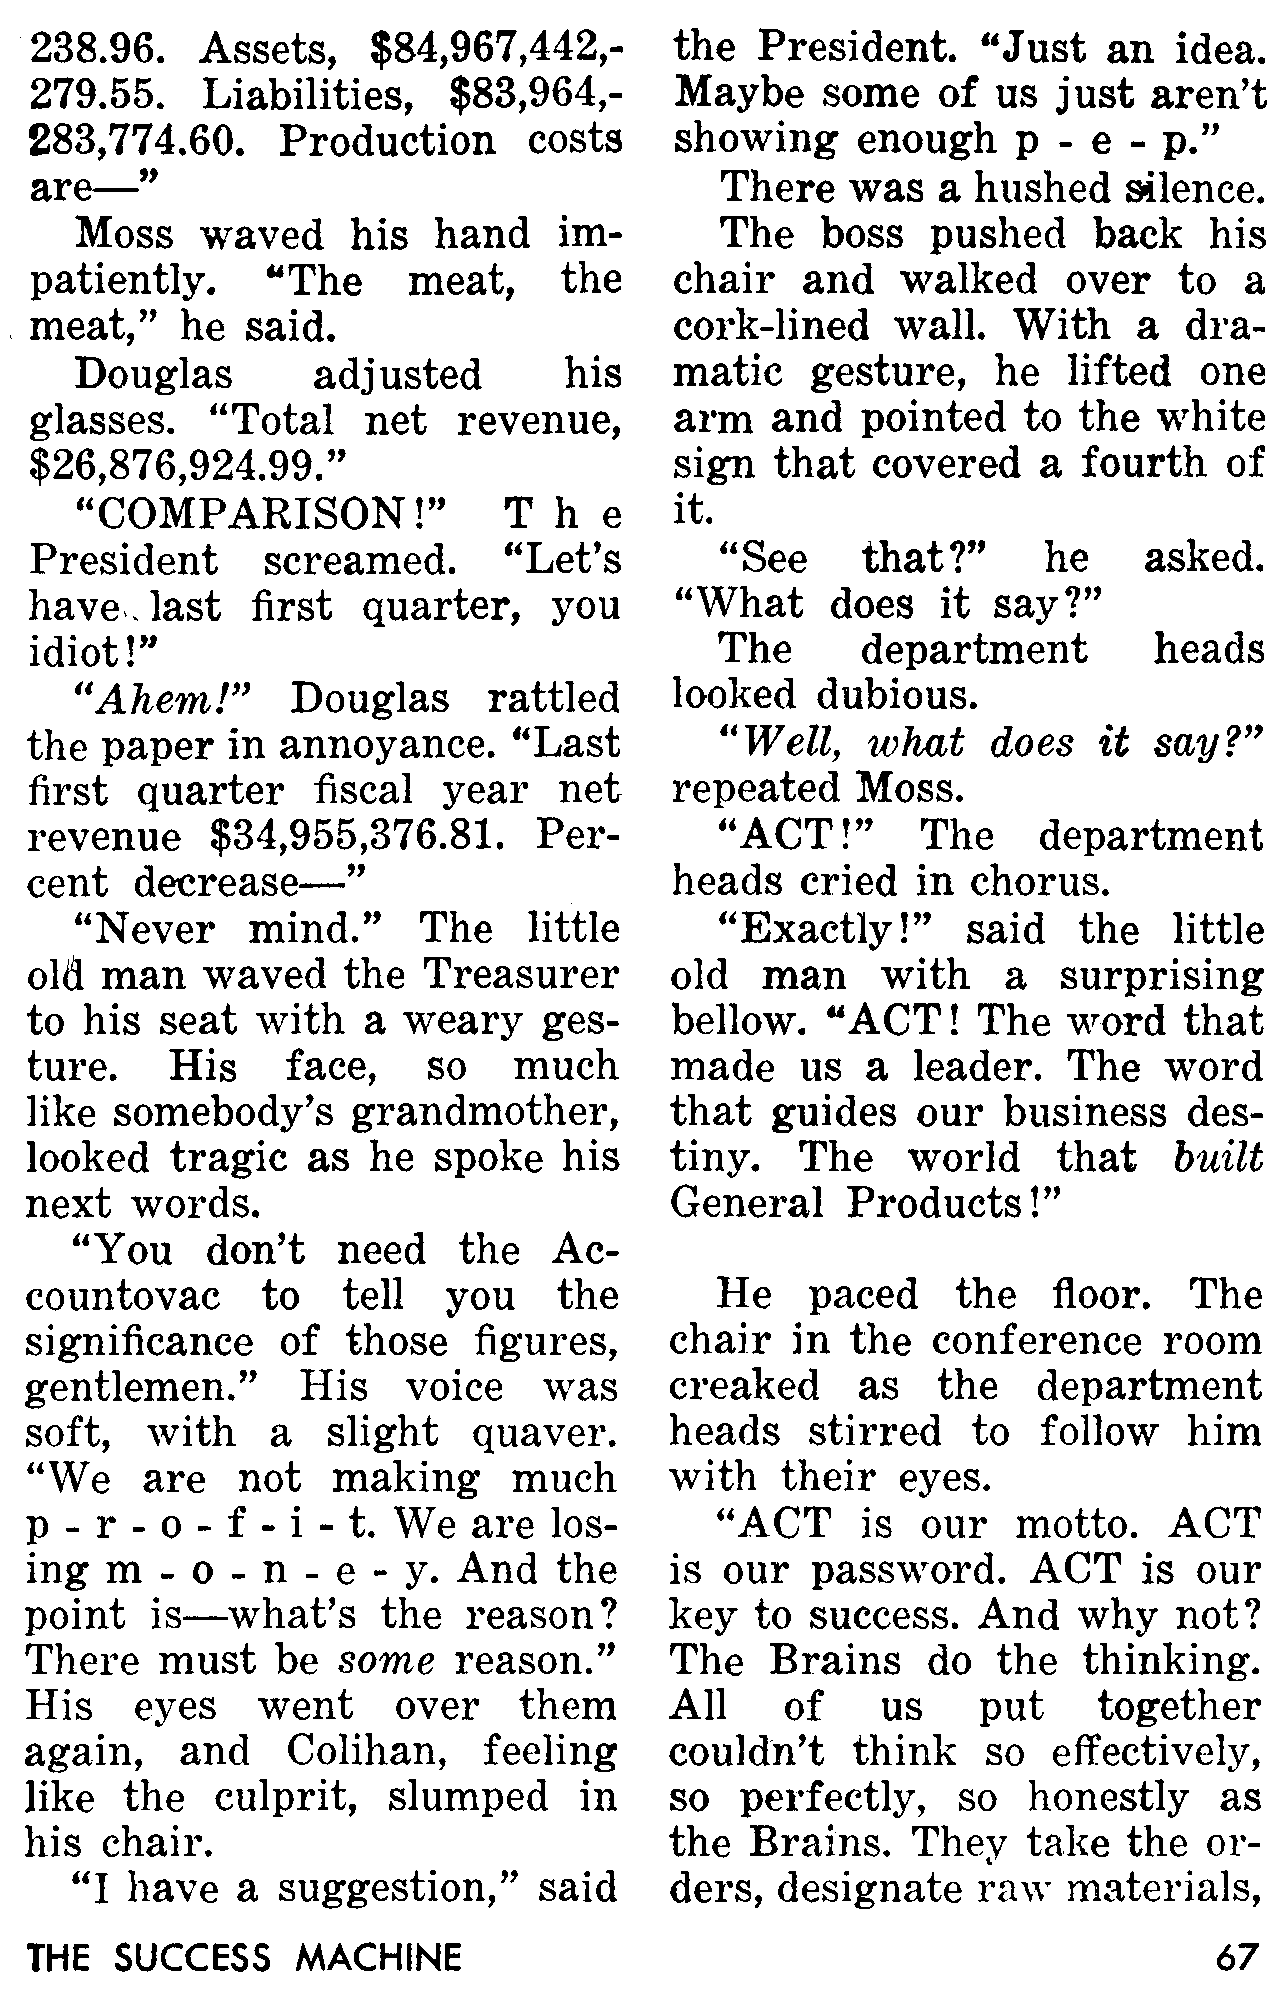 238.96. Assets, $84,967,442,-
279.55. Liabilities, $83,964,-
283,774.60. Production costs
are—”
Moss waved his hand im-
patiently. “The meat, the
meat,” he said.
Douglas adjusted his
glasses. “Total net revenue,
$26,876,924.99.”
“COMPARISON!” T h e
President screamed. “Let’s
have last first quarter, you
idiot!”
“Ahem!” Douglas rattled
the paper in annoyance. “Last
first quarter fiscal year net
revenue $34,955,376.81. Per-
cent decrease—”
“Never mind.” The little
old man waved the Treasurer
to his seat with a weary ges-
ture. His face, so much
like somebody’s grandmother,
looked tragic as he spoke his
next words.
“You don’t need the Ac-
countovac to tell you the
significance of those figures,
gentlemen.” His voice was
soft, with a slight quaver.
“We are not making much
p - r - o - f - i - t. We are los-
ing m - o - n - e - y. And the
point is—what’s the reason?
There must be some reason.”
His eyes went over them
again, and Colihan, feeling
like the culprit, slumped in
his chair.
“I have a suggestion,” said
the President. “Just an idea.
Maybe some of us just aren’t
showing enough p - e - p.”
There was a hushed silence.
The boss pushed back his
chair and walked over to a
cork-lined wall. With a dra-
matic gesture, he lifted one
arm and pointed to the white
sign that covered a fourth of
it.
“See that?” he asked.
“What does it say?”
The department heads
looked dubious.
“Well, what does it say?”
repeated Moss.
“ACT!” The department
heads cried in chorus.
“Exactly!” said the little
old man with a surprising
bellow. “ACT! The word that
made us a leader. The word
that guides our business des-
tiny. The world that built
General Products!”
He paced the floor. The
chair in the conference room
creaked as the department
heads stirred to follow him
with their eyes.
“ACT is our motto. ACT
is our password. ACT is our
key to success. And why not?
The Brains do the thinking.
All of us put together
couldn’t think so effectively,
so perfectly, so honestly as
the Brains. They take the or-
ders, designate raw materials,
THE SUCCESS MACHINE 67